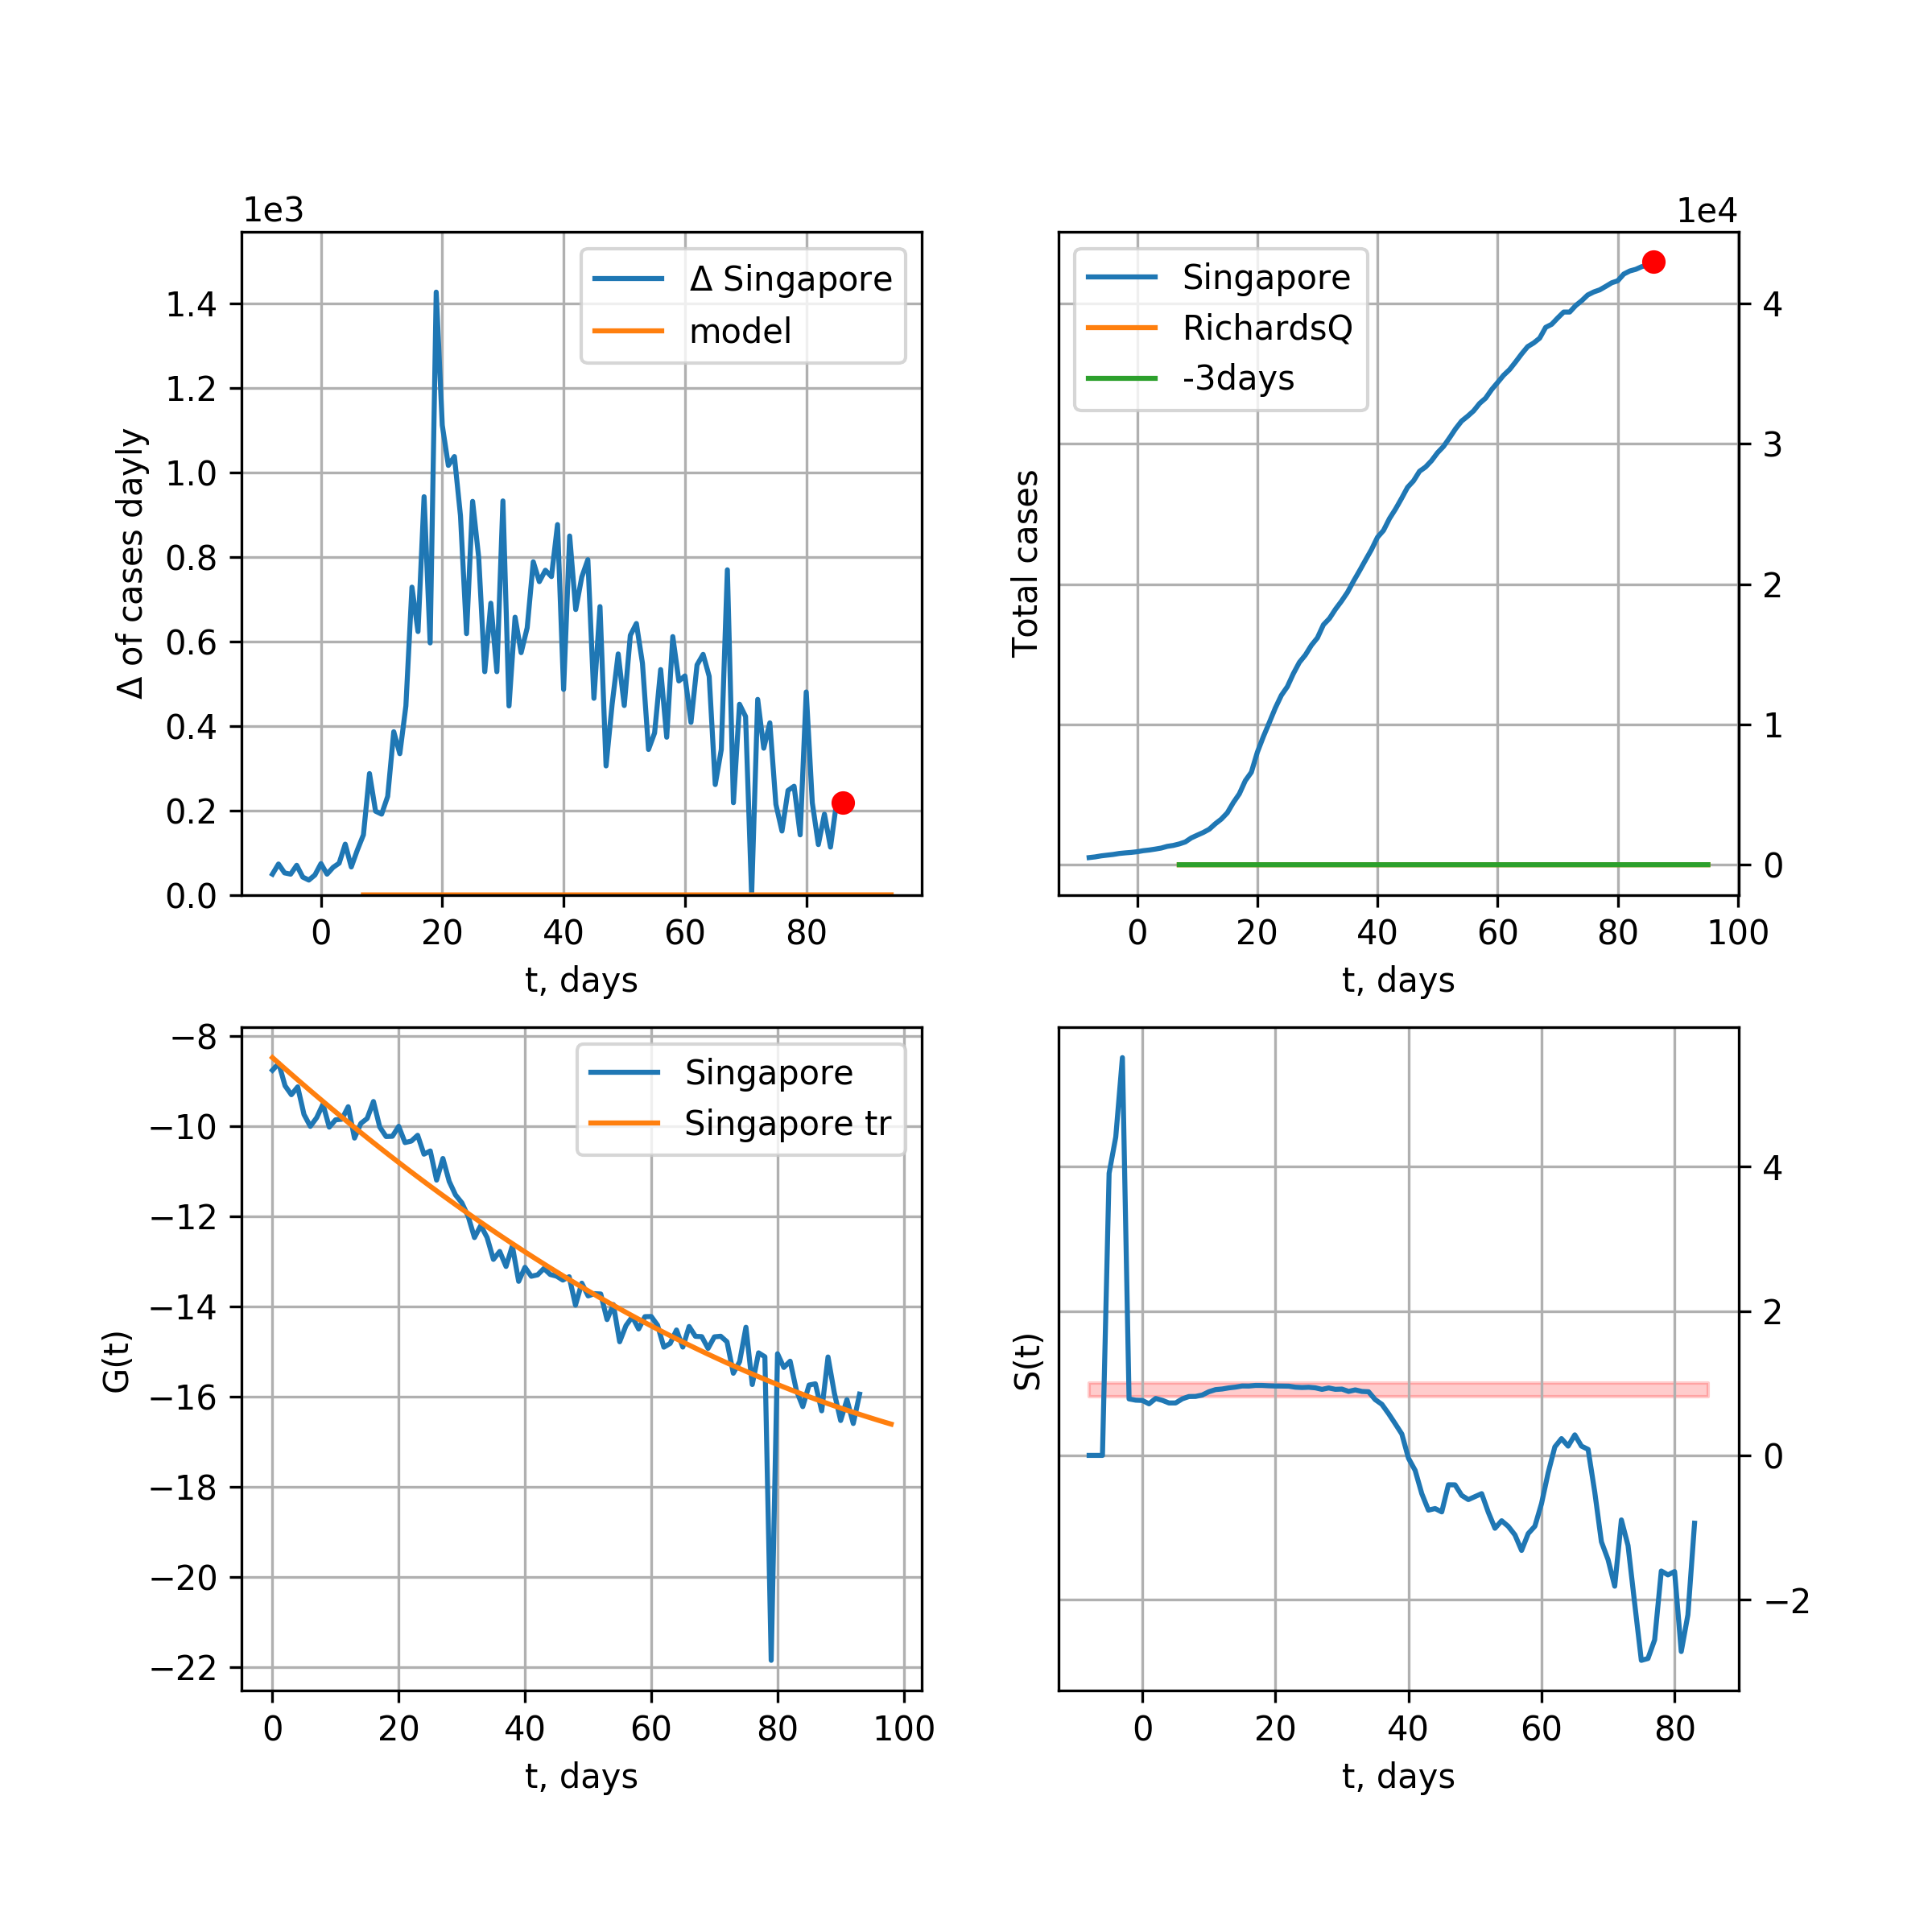 1e3
Δ of cases dayly
1.4
1.2
1.0
0.8
0.6
0.4
0.2
0.0
0 20 40 60 80
t, days
Δ Singapore
model
1e4
Total cases
4
3
2
1
0
0 20 40 60 80 100
t, days
Singapore
RichardsQ
-3days
G(t)
−8
−10
−12
−14
−16
−18
−20
−22
0 20 40 60 80 100
t, days
Singapore
Singapore tr
S(t)
4
2
0
−2
0 20 40 60 80
t, days